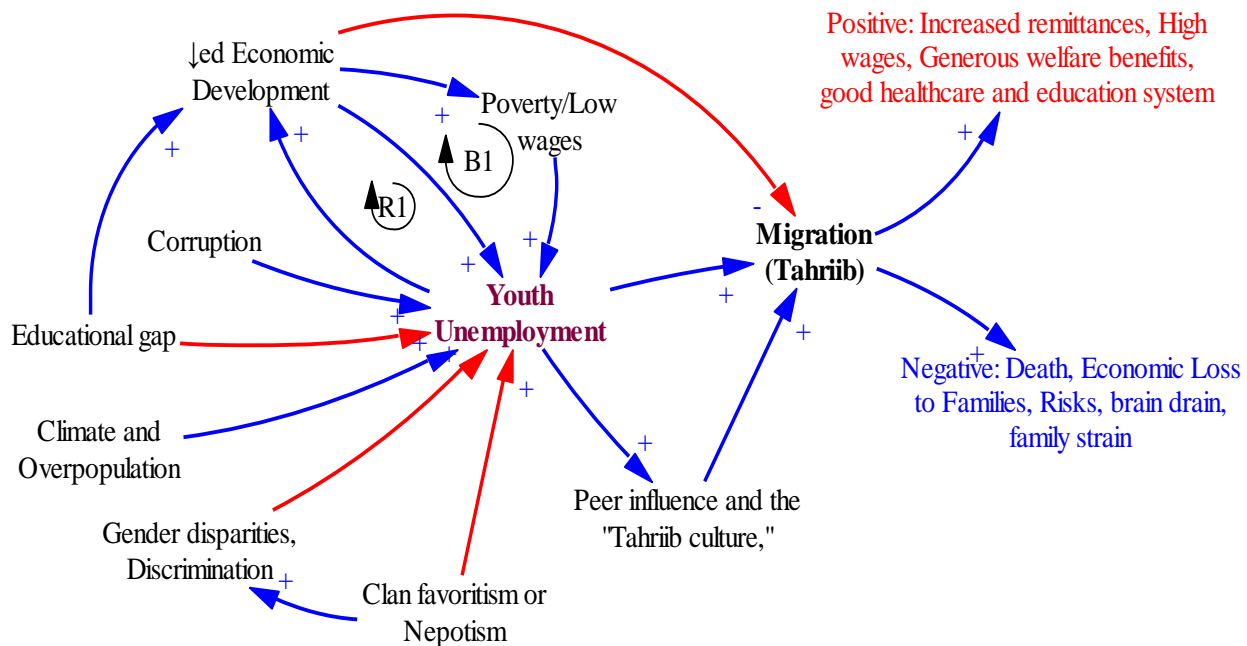 Positive: Increased remittances, High
wages, Generous welfare benefits,
good healthcare and education system
↓ed Economic
Development
Poverty/Low
wages
+
+
+
+
B1
R1
-
Corruption
Migration
(Tahriib)
+
+
Youth
Unemployment
+
+
+
+
+
+
Educational gap
+
Negative: Death, Economic Loss
to Families, Risks, brain drain,
family strain
Climate and
Overpopulation
+
Peer influence and the
"Tahriib culture,"
Gender disparities,
Discrimination
+
Clan favoritism or
Nepotism